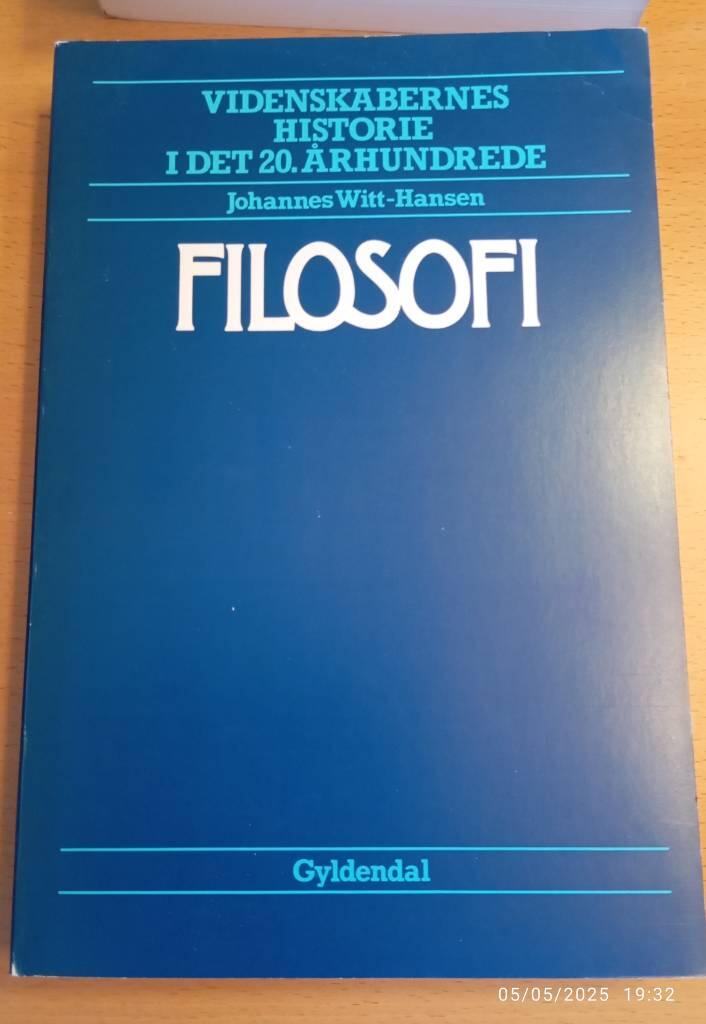 VIDENSKABERNES
HISTORIE
I DET 20. ÅRHUNDREDE
Johannes Witt-Hansen
FILOSOFI
Gyldendal
05/05/2025 19:32